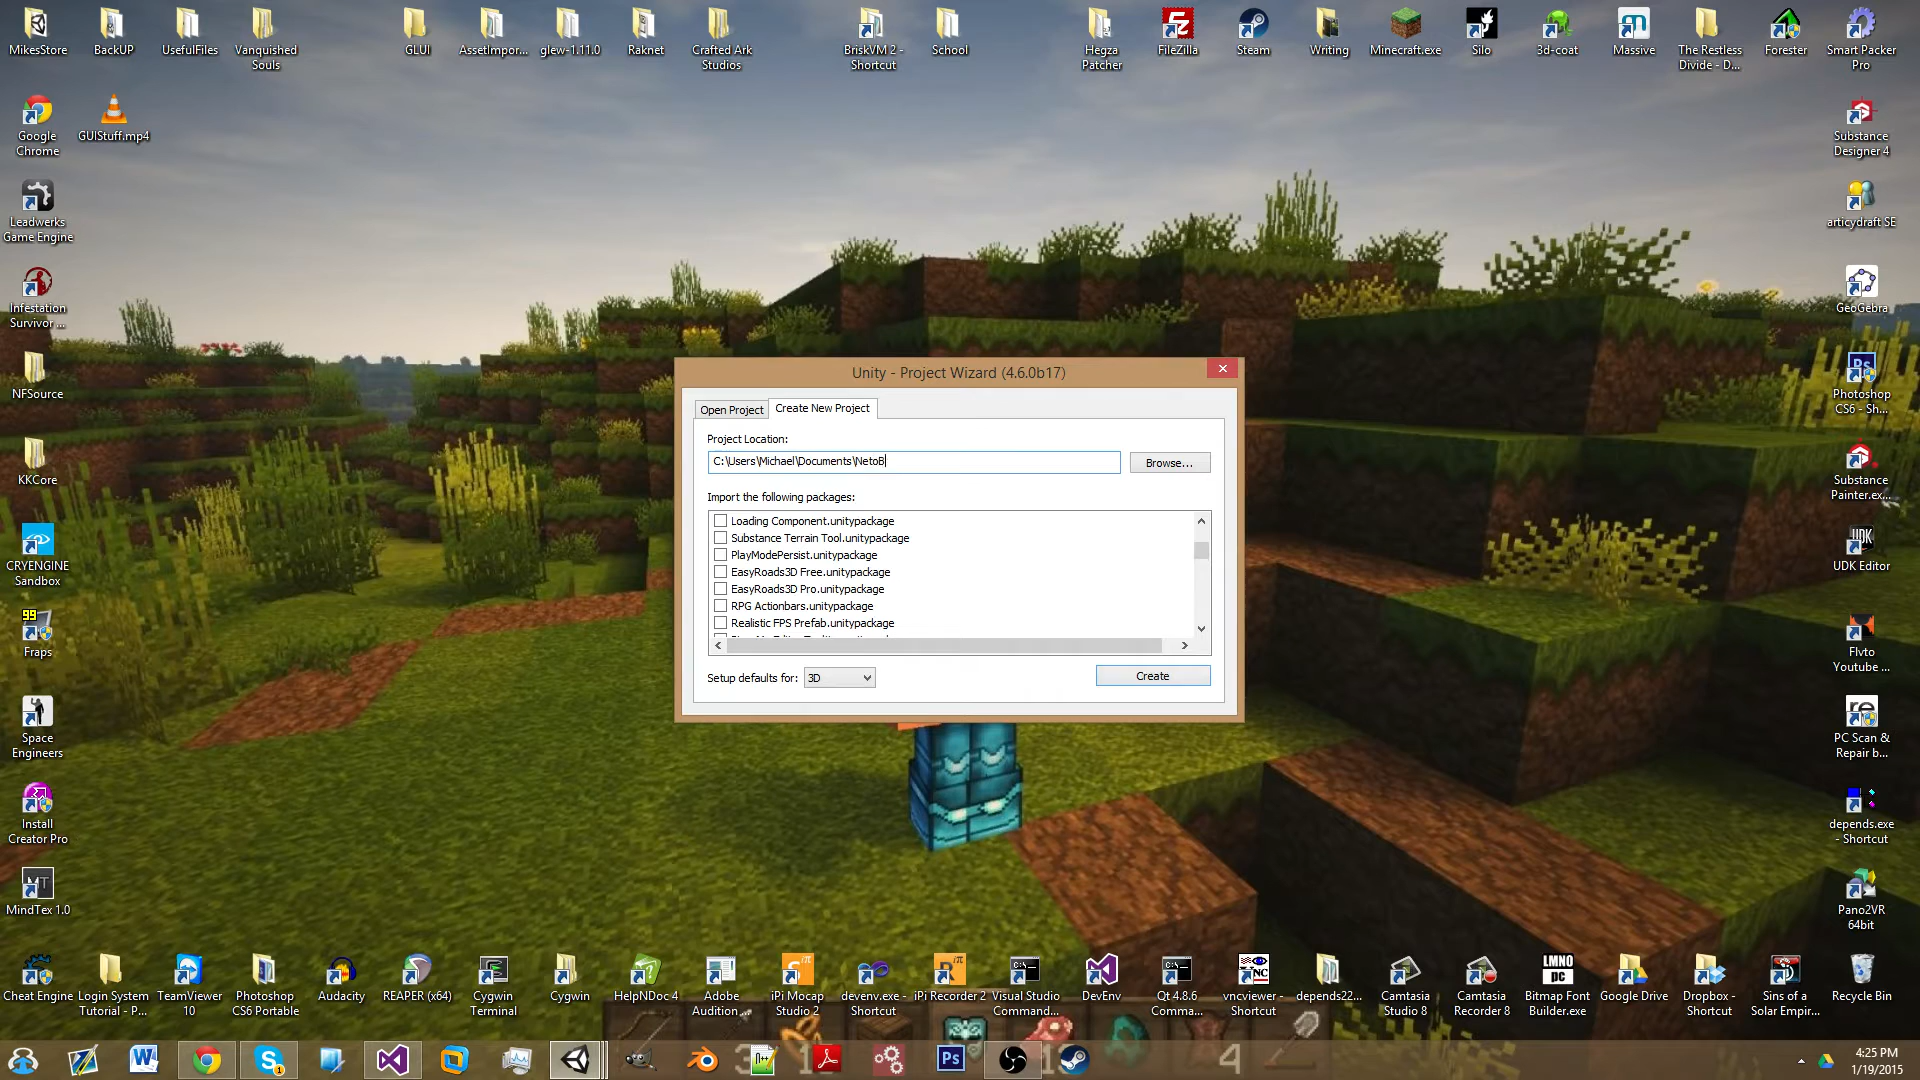 MikesStore
BackUP
UsefulFiles
Vanquished
Souls
GLUI
AssetImpor...
glew-1.11.0
Raknet
Crafted Ark
Studios
BriskVM 2 -
Shortcut
School
Hegza
Patcher
FileZilla
Steam
Writing
Minecraft.exe
Silo
3d-coat
Massive
The Restless
Divide - D...
Forester
Smart Packer
Pro
Google
Chrome
GUIStuff.mp4
Substance
Designer 4
Leadwerks
Game Engine
articydraft SE
Infestation
Survivor ...
GeoGebra
NFSource
Photoshop
CS6 - Sh...
KKCore
Substance
Painter.ex...
CRYENGINE
Sandbox
UDK
UDK Editor
99
Fraps
Flvto
Youtube ...
Space
Engineers
PC Scan &
Repair b...
Install
Creator Pro
depends.exe
- Shortcut
MT
MindTex 1.0
Pano2VR
64bit
Unity - Project Wizard (4.6.0b17)
Open Project
Create New Project
Project Location:
C:\Users\Michael\Documents\NetoB
Browse...
Import the following packages:
Loading Component.unitypackage
Substance Terrain Tool.unitypackage
PlayModePersist.unitypackage
EasyRoads3D Free.unitypackage
EasyRoads3D Pro.unitypackage
RPG Actionbars.unitypackage
Realistic FPS Prefab.unitypackage
Setup defaults for:
3D
Create
Cheat Engine
Login System
Tutorial - P...
TeamViewer
10
Photoshop
CS6 Portable
Audacity
REAPER (x64)
Cygwin
Terminal
Cygwin
HelpNDoc 4
Adobe
Audition ...
iPi Mocap
Studio 2
devenv.exe -
Shortcut
iPi Recorder 2
Visual Studio
Command...
DevEnv
Qt 4.8.6
Comma...
vncviewer -
Shortcut
depends22...
Camtasia
Studio 8
Camtasia
Recorder 8
LMNO
DC
Bitmap Font
Builder.exe
Google Drive
Dropbox -
Shortcut
Sins of a
Solar Empir...
Recycle Bin
4
4:25 PM
1/19/2015